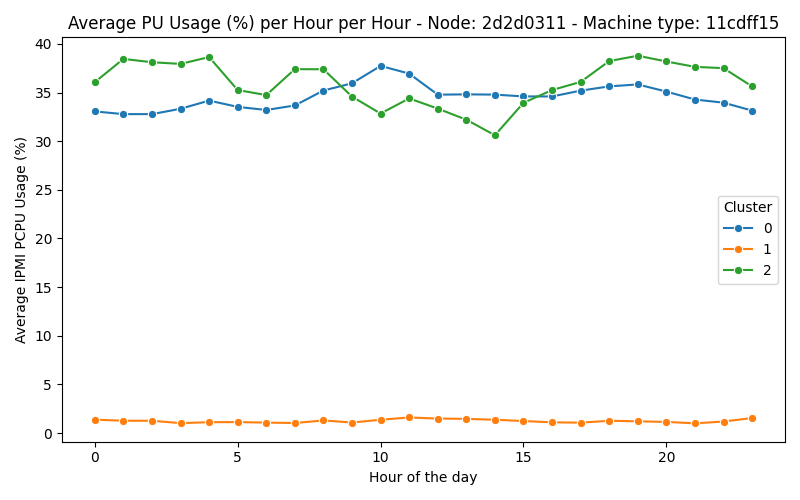 Average PU Usage (%) per Hour per Hour - Node: 2d2d0311 - Machine type: 11cdff15
40
35
30
25
20
15
10
5
0
Average IPMI PCPU Usage (%)
Cluster
0
1
2
0 5 10 15 20
Hour of the day